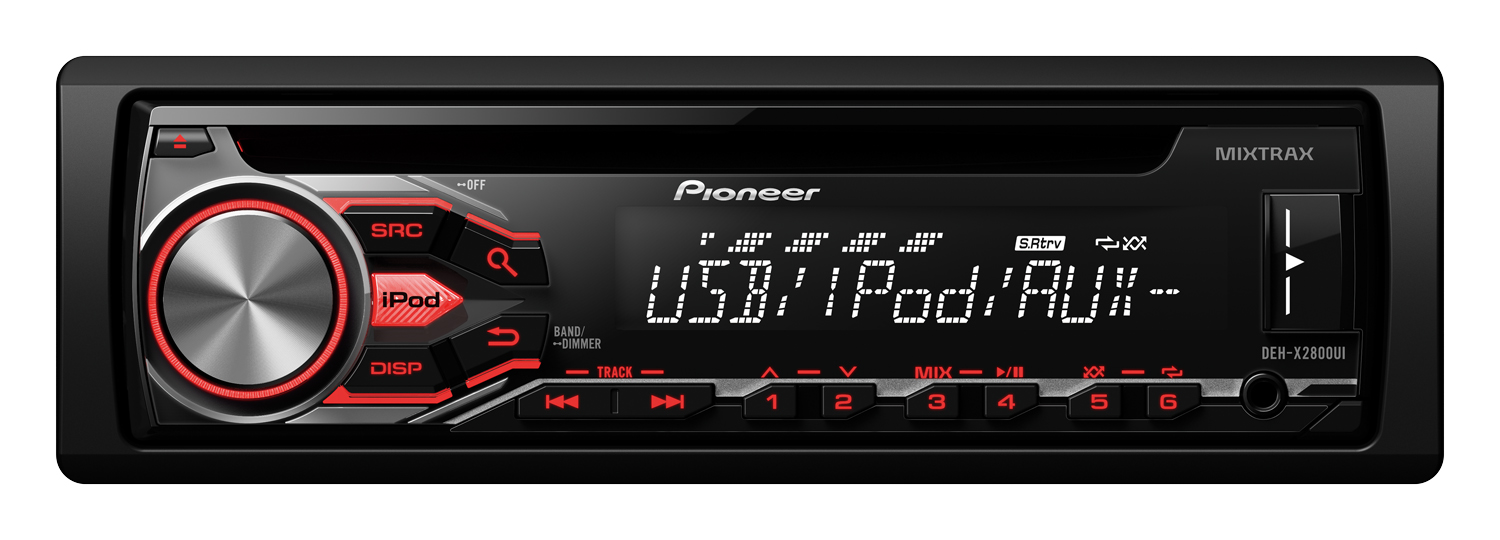 MIXTRAX
OFF
Pioneer
SRC
S.Rtrv
iPod
USB/iPod/AUX-
BAND/
DIMMER
DISP
DEH-X2800UI
TRACK
MIX
1 2 3 4 5 6